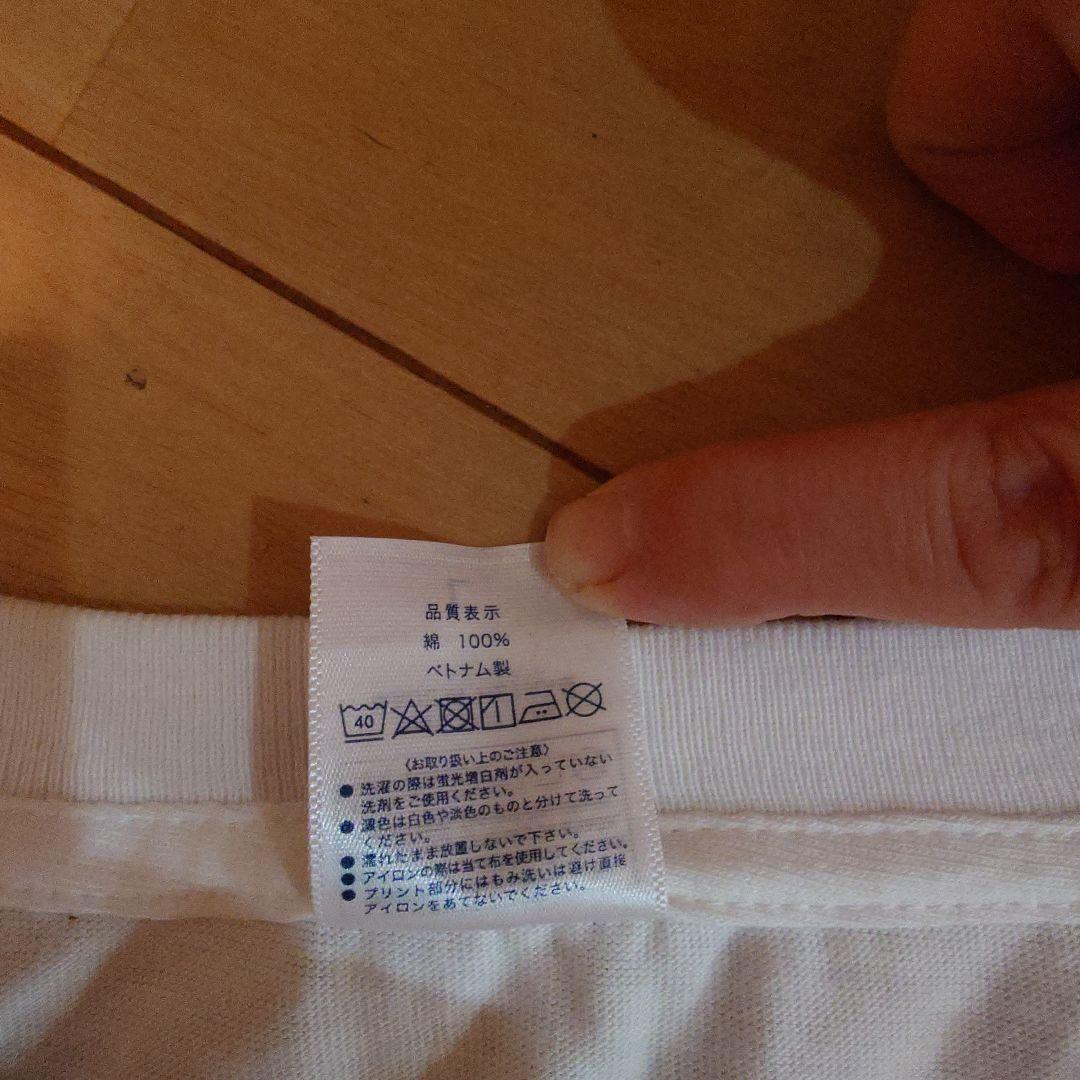 品質表示
綿 100%
ベトナム製
40
〈お取り扱い上のご注意〉
● 洗濯の際は蛍光増白剤が入っていない
洗剤をご使用ください。
● 濃色は白色や淡色のものと分けて洗って
ください。
● 濡れたまま放置しないで下さい。
● アイロンの際は当て布を使用してください。
● プリント部分にはもみ洗いは避け直接
アイロンをあてないでください。